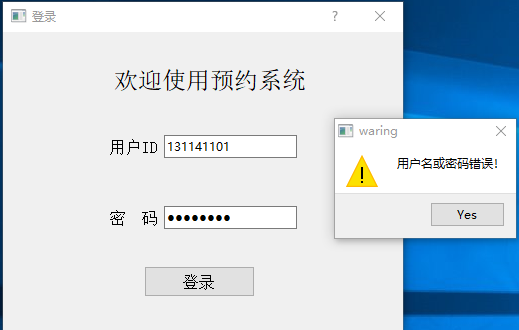 登录
欢迎使用预约系统
用户ID 131141101
密 码 ●●●●●●●●
登录
waring
用户名或密码错误!
Yes